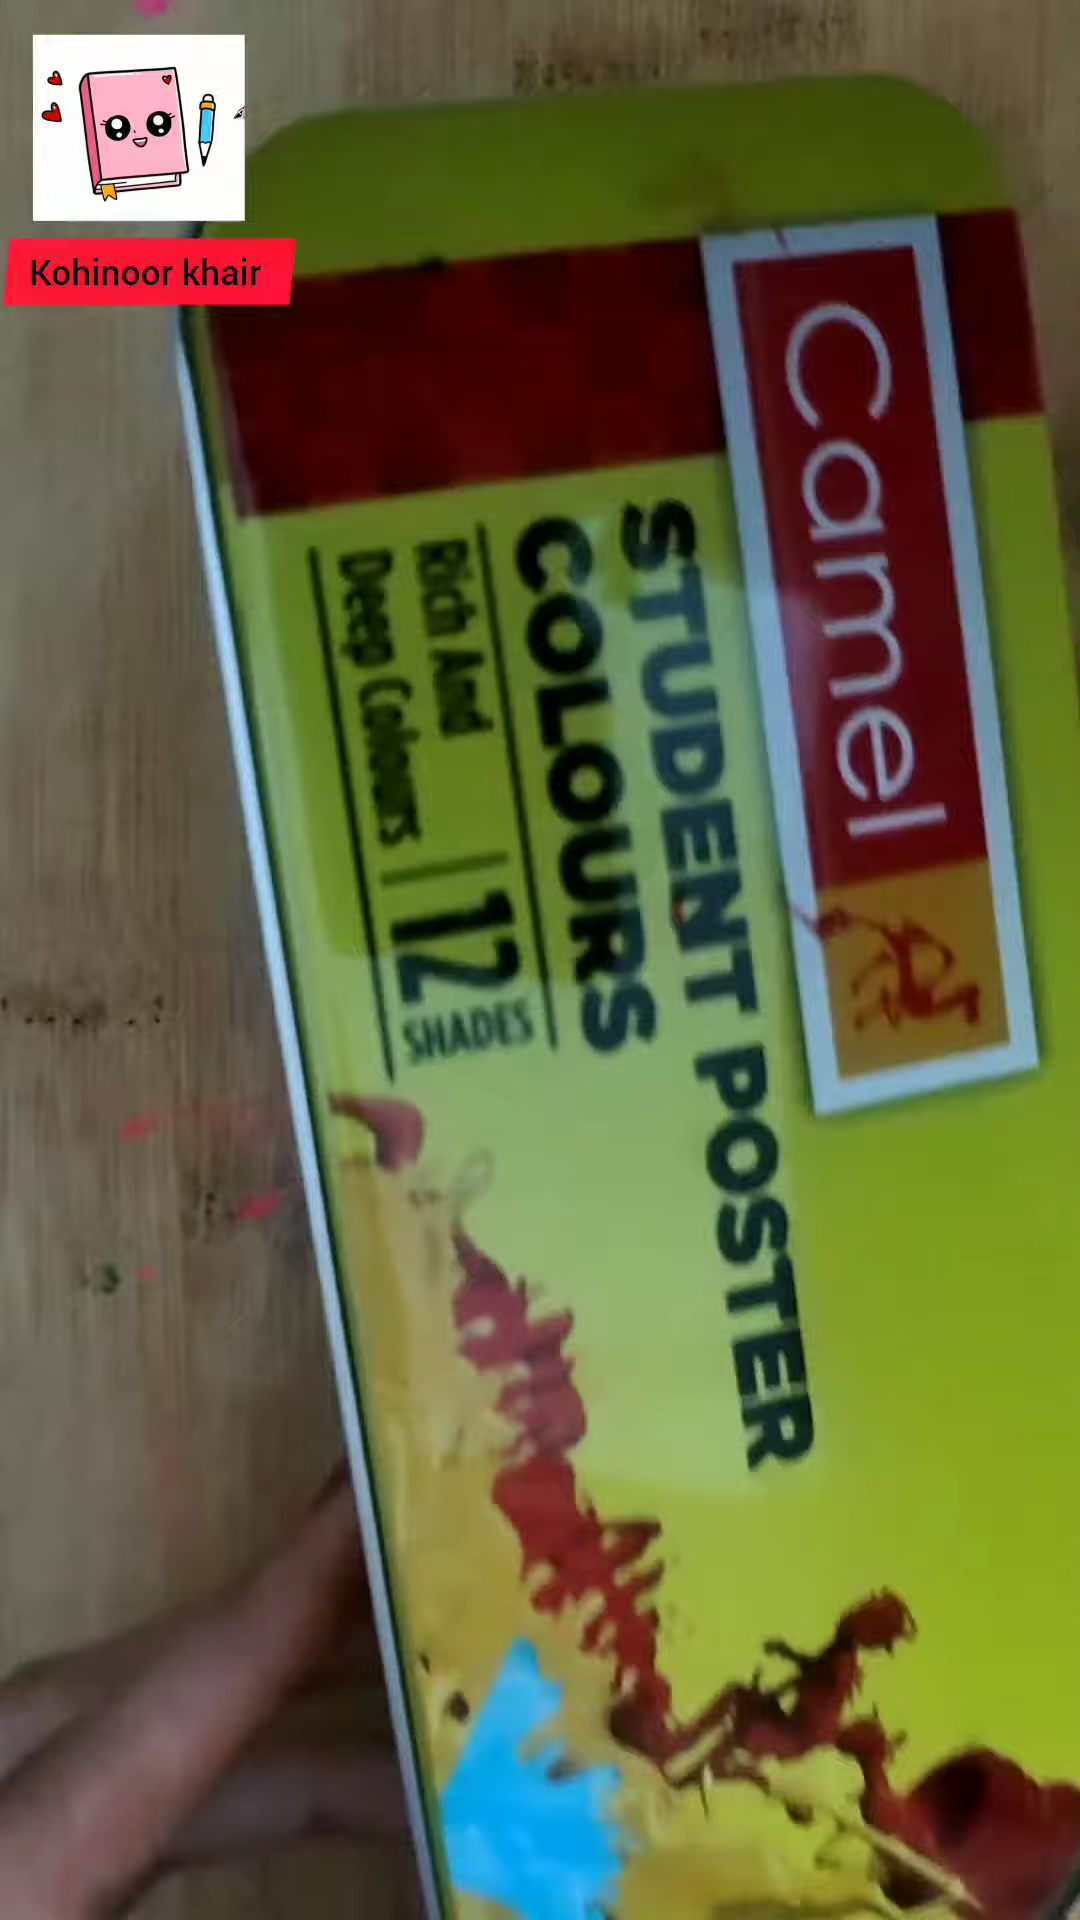 Kohinoor khair
Camel
STUDENT POSTER
COLOURS
Rich And
Deep Colours
12
SHADES